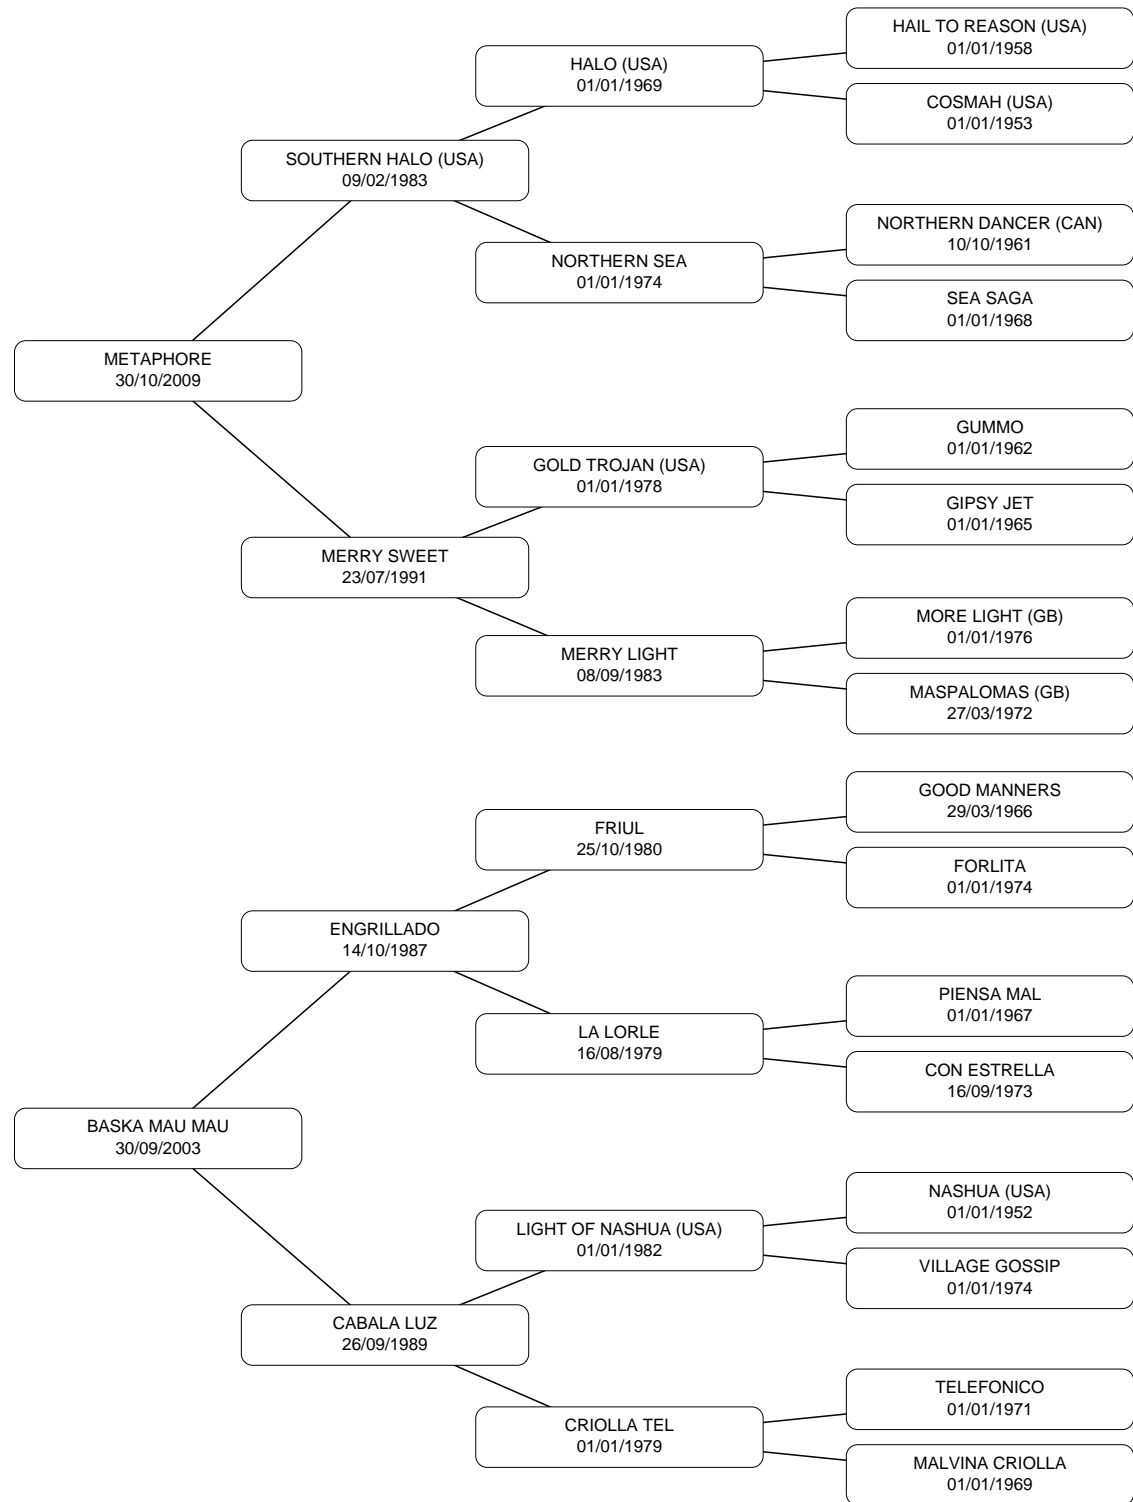 HAIL TO REASON (USA)
01/01/1958
HALO (USA)
01/01/1969
COSMAH (USA)
01/01/1953
SOUTHERN HALO (USA)
09/02/1983
NORTHERN DANCER (CAN)
10/10/1961
NORTHERN SEA
01/01/1974
SEA SAGA
01/01/1968
METAPHORE
30/10/2009
GUMMO
01/01/1962
GOLD TROJAN (USA)
01/01/1978
GIPSY JET
01/01/1965
MERRY SWEET
23/07/1991
MORE LIGHT (GB)
01/01/1976
MERRY LIGHT
08/09/1983
MASPALOMAS (GB)
27/03/1972
GOOD MANNERS
29/03/1966
FRIUL
25/10/1980
FORLITA
01/01/1974
ENGRILLADO
14/10/1987
PIENSA MAL
01/01/1967
LA LORLE
16/08/1979
CON ESTRELLA
16/09/1973
BASKA MAU MAU
30/09/2003
NASHUA (USA)
01/01/1952
LIGHT OF NASHUA (USA)
01/01/1982
VILLAGE GOSSIP
01/01/1974
CABALA LUZ
26/09/1989
TELEFONICO
01/01/1971
CRIOLLA TEL
01/01/1979
MALVINA CRIOLLA
01/01/1969